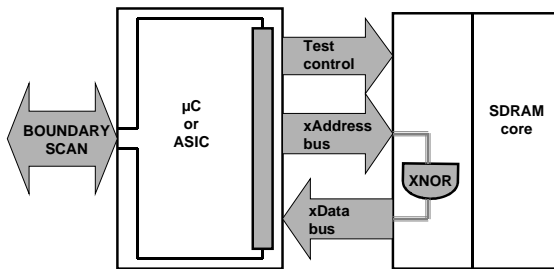 BOUNDARY
SCAN
µC
or
ASIC
Test
control
xAddress
bus
xData
bus
XNOR
SDRAM
core